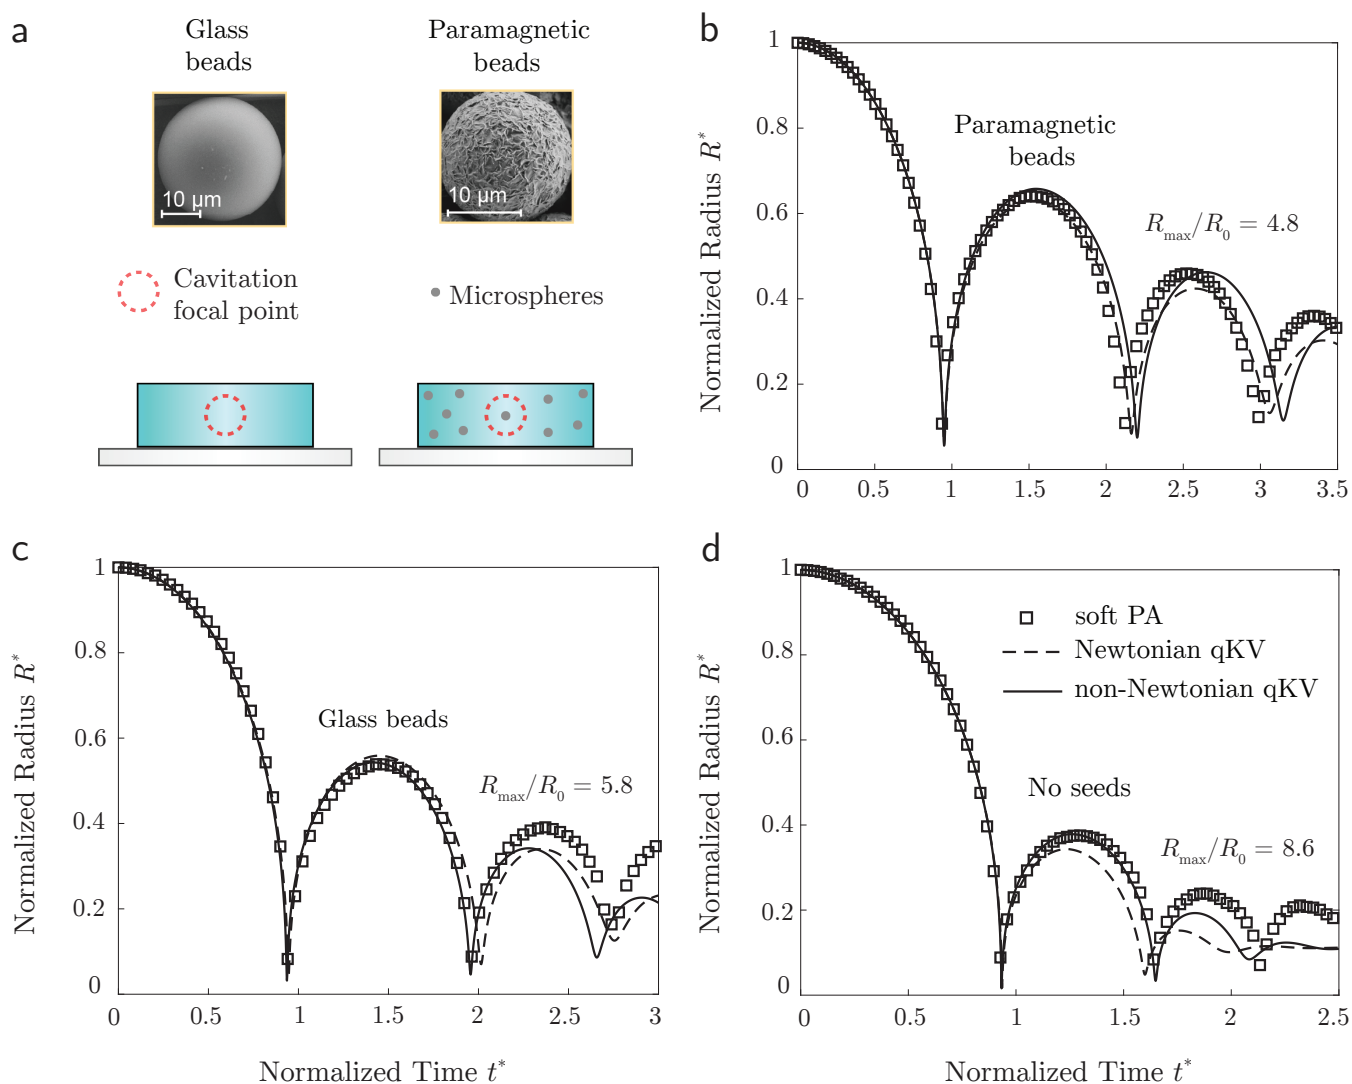 a
Glass
beads
Paramagnetic
beads
10 μm
10 μm
Cavitation
focal point
Microspheres
b
Normalized Radius R*
1
0.8
0.6
0.4
0.2
0
Paramagnetic
beads
Rmax/R0 = 4.8
0 0.5 1 1.5 2 2.5 3 3.5
c
Normalized Radius R*
1
0.8
0.6
0.4
0.2
0
Glass beads
Rmax/R0 = 5.8
0 0.5 1 1.5 2 2.5 3
Normalized Time t*
d
Normalized Radius R*
1
0.8
0.6
0.4
0.2
0
soft PA
Newtonian qKV
non-Newtonian qKV
No seeds
Rmax/R0 = 8.6
0 0.5 1 1.5 2 2.5
Normalized Time t*